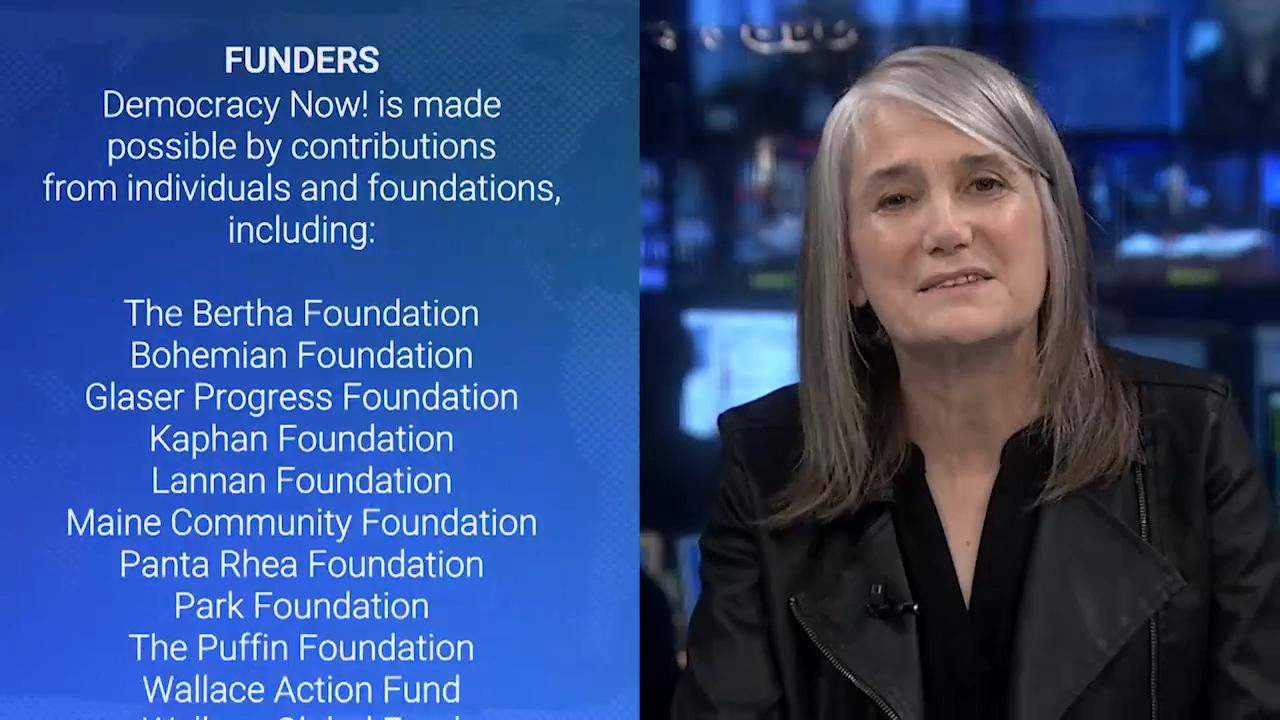 FUNDERS
Democracy Now! is made
possible by contributions
from individuals and foundations,
including:
The Bertha Foundation
Bohemian Foundation
Glaser Progress Foundation
Kaphan Foundation
Lannan Foundation
Maine Community Foundation
Panta Rhea Foundation
Park Foundation
The Puffin Foundation
Wallace Action Fund